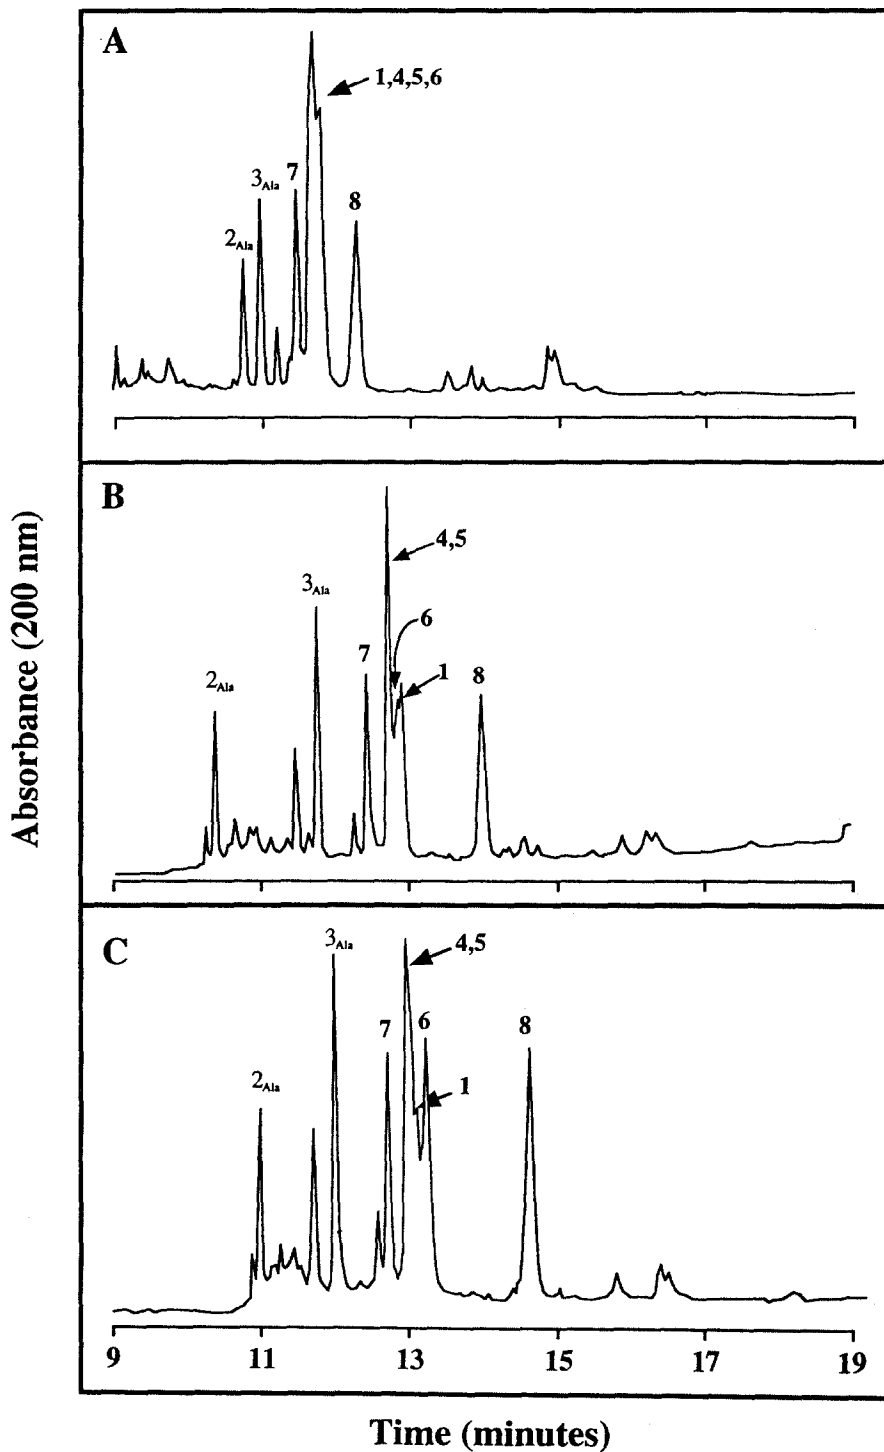 A
1,4,5,6
3Ala
7
8
2Ala
B
4,5
3Ala
6
7
1
8
2Ala
C
3Ala
4,5
7
6
8
1
2Ala
9 11 13 15 17 19
Time (minutes)
Absorbance (200 nm)